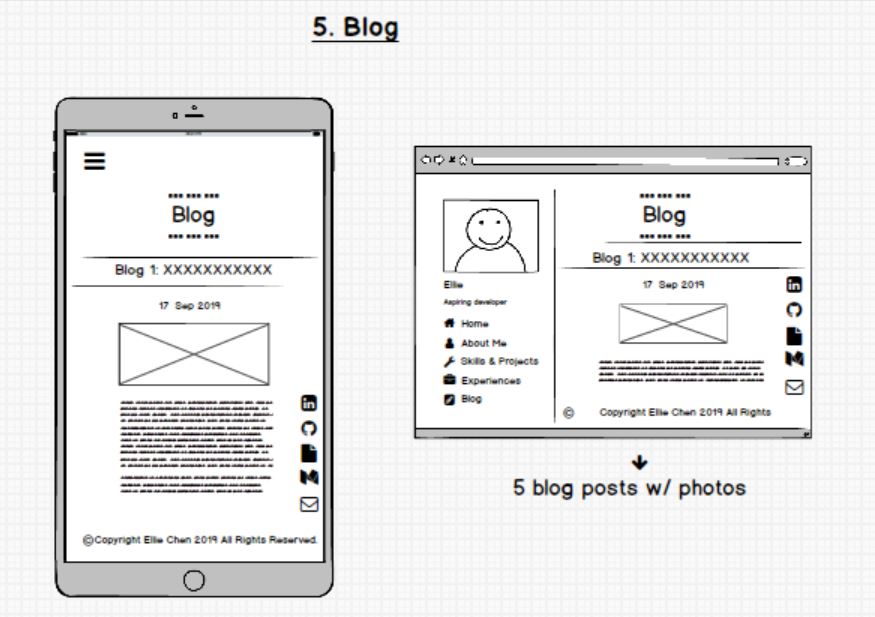 5. Blog
Blog
Blog 1: XXXXXXXXXXX
17 Sep 2019
©Copyright Ellie Chen 2019 All Rights Reserved.
Ellie
Aspiring developer
Home
About Me
Skills & Projects
Experiences
Blog
Blog
Blog 1: XXXXXXXXXXX
17 Sep 2019
© Copyright Ellie Chen 2019 All Rights
5 blog posts w/ photos